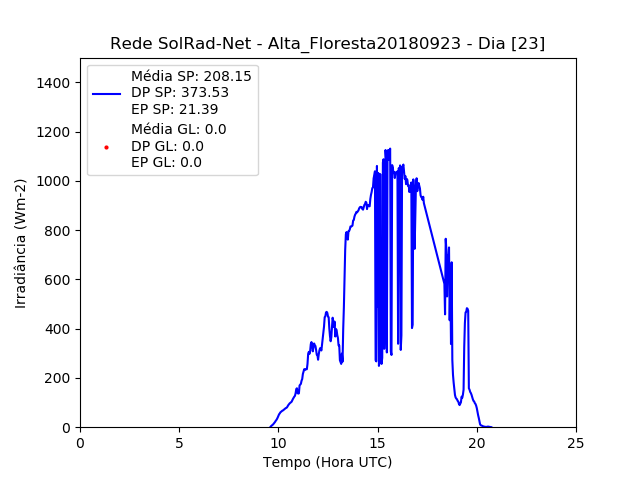 Rede SolRad-Net - Alta_Floresta20180923 - Dia [23]
Média SP: 208.15
DP SP: 373.53
EP SP: 21.39
Média GL: 0.0
DP GL: 0.0
EP GL: 0.0
1400
1200
1000
800
600
400
200
0
Irradiância (Wm-2)
0 5 10 15 20 25
Tempo (Hora UTC)